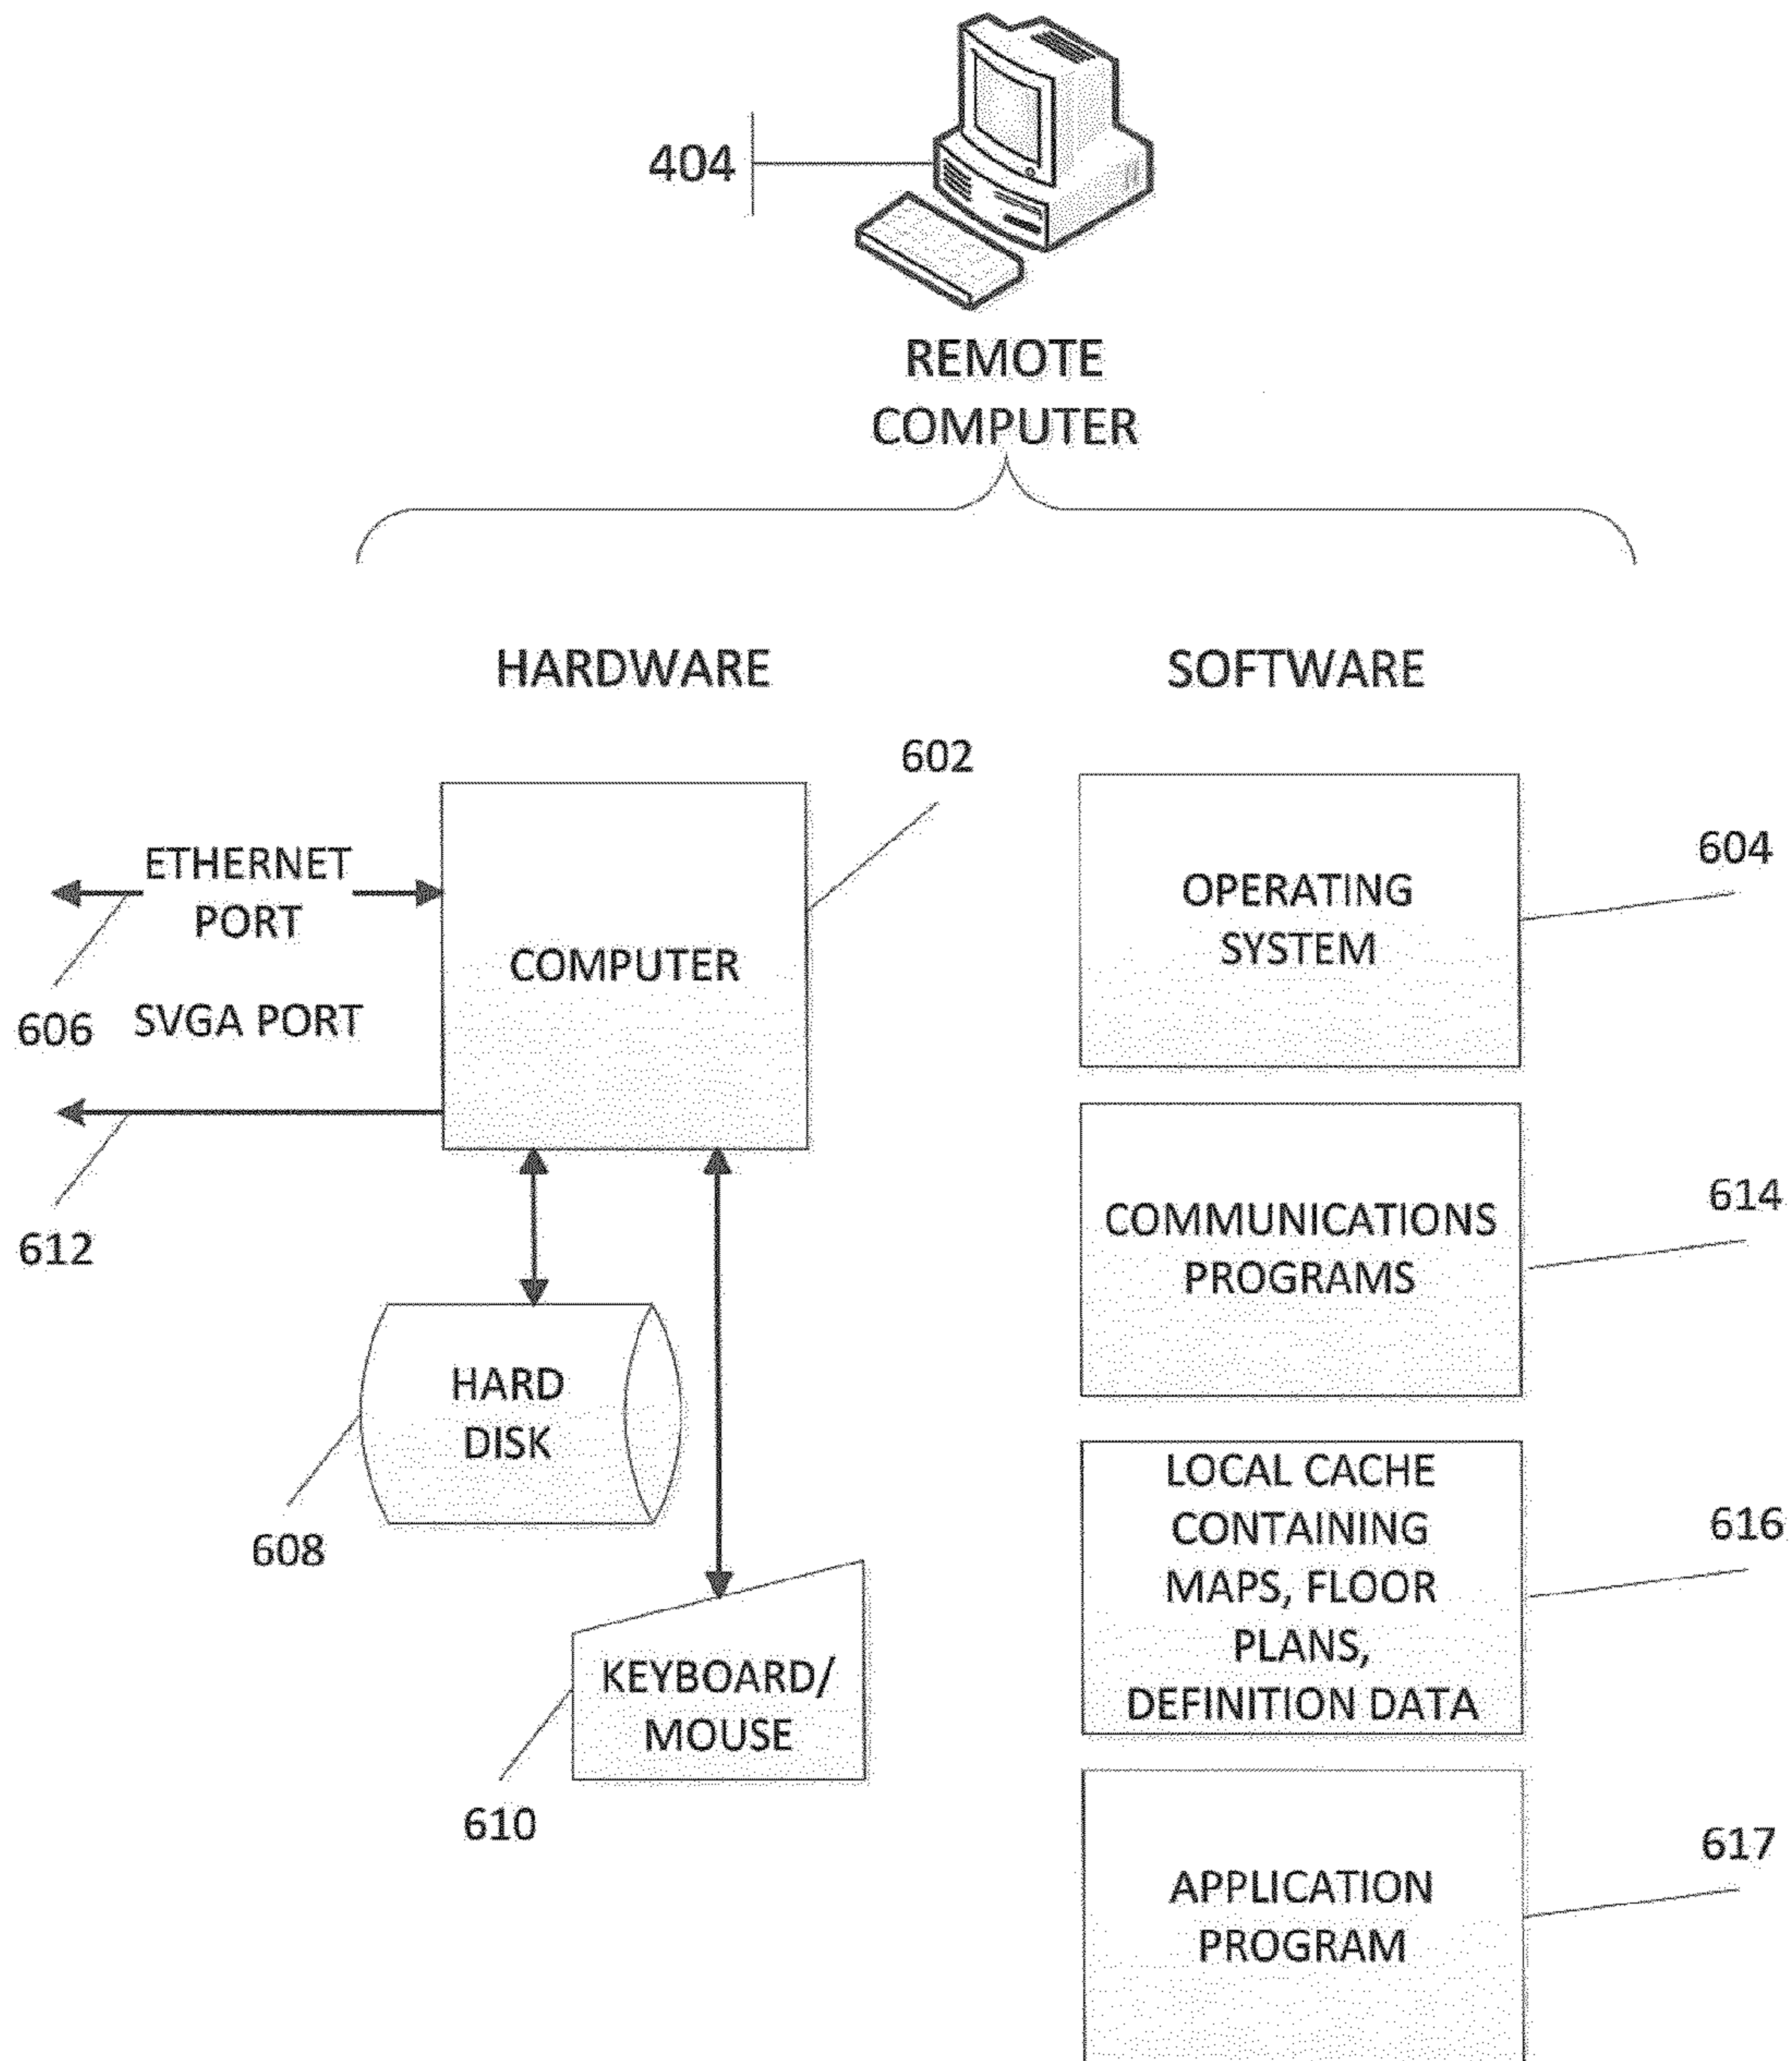 404
REMOTE
COMPUTER
HARDWARE
SOFTWARE
602
ETHERNET
PORT
606
SVGA PORT
COMPUTER
612
HARD
DISK
608
KEYBOARD/
MOUSE
610
OPERATING
SYSTEM
604
COMMUNICATIONS
PROGRAMS
614
LOCAL CACHE
CONTAINING
MAPS, FLOOR
PLANS,
DEFINITION DATA
616
APPLICATION
PROGRAM
617